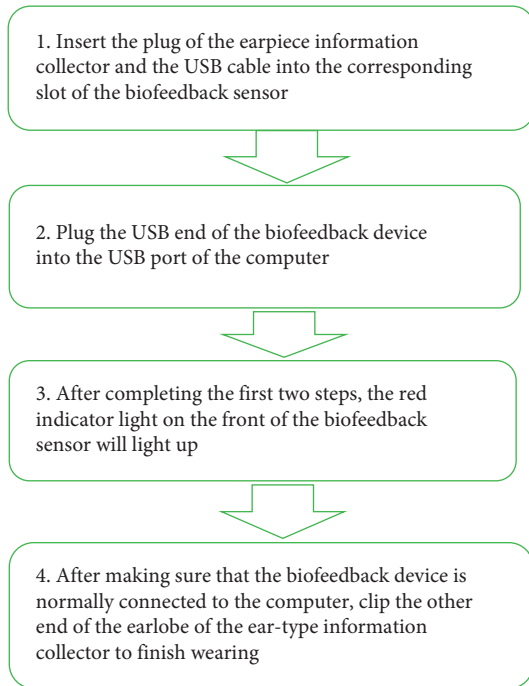 1. Insert the plug of the earpiece information
collector and the USB cable into the corresponding
slot of the biofeedback sensor
2. Plug the USB end of the biofeedback device
into the USB port of the computer
3. After completing the first two steps, the red
indicator light on the front of the biofeedback
sensor will light up
4. After making sure that the biofeedback device is
normally connected to the computer, clip the other
end of the earlobe of the ear-type information
collector to finish wearing